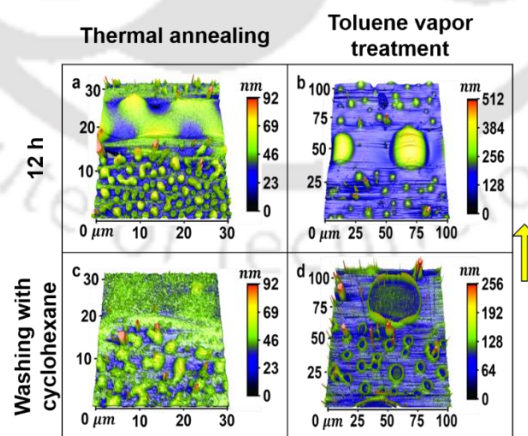 Thermal annealing
Toluene vapor
treatment
12 h
a
30
20
10
0 μm 10 20 30
nm
92
69
46
23
0
b
100
75
50
25
0 μm 25 50 75 100
nm
512
384
256
128
0
Washing with
cyclohexane
c
30
20
10
0 μm 10 20 30
nm
92
69
46
23
0
d
100
75
50
25
0 μm 25 50 75 100
nm
256
192
128
64
0